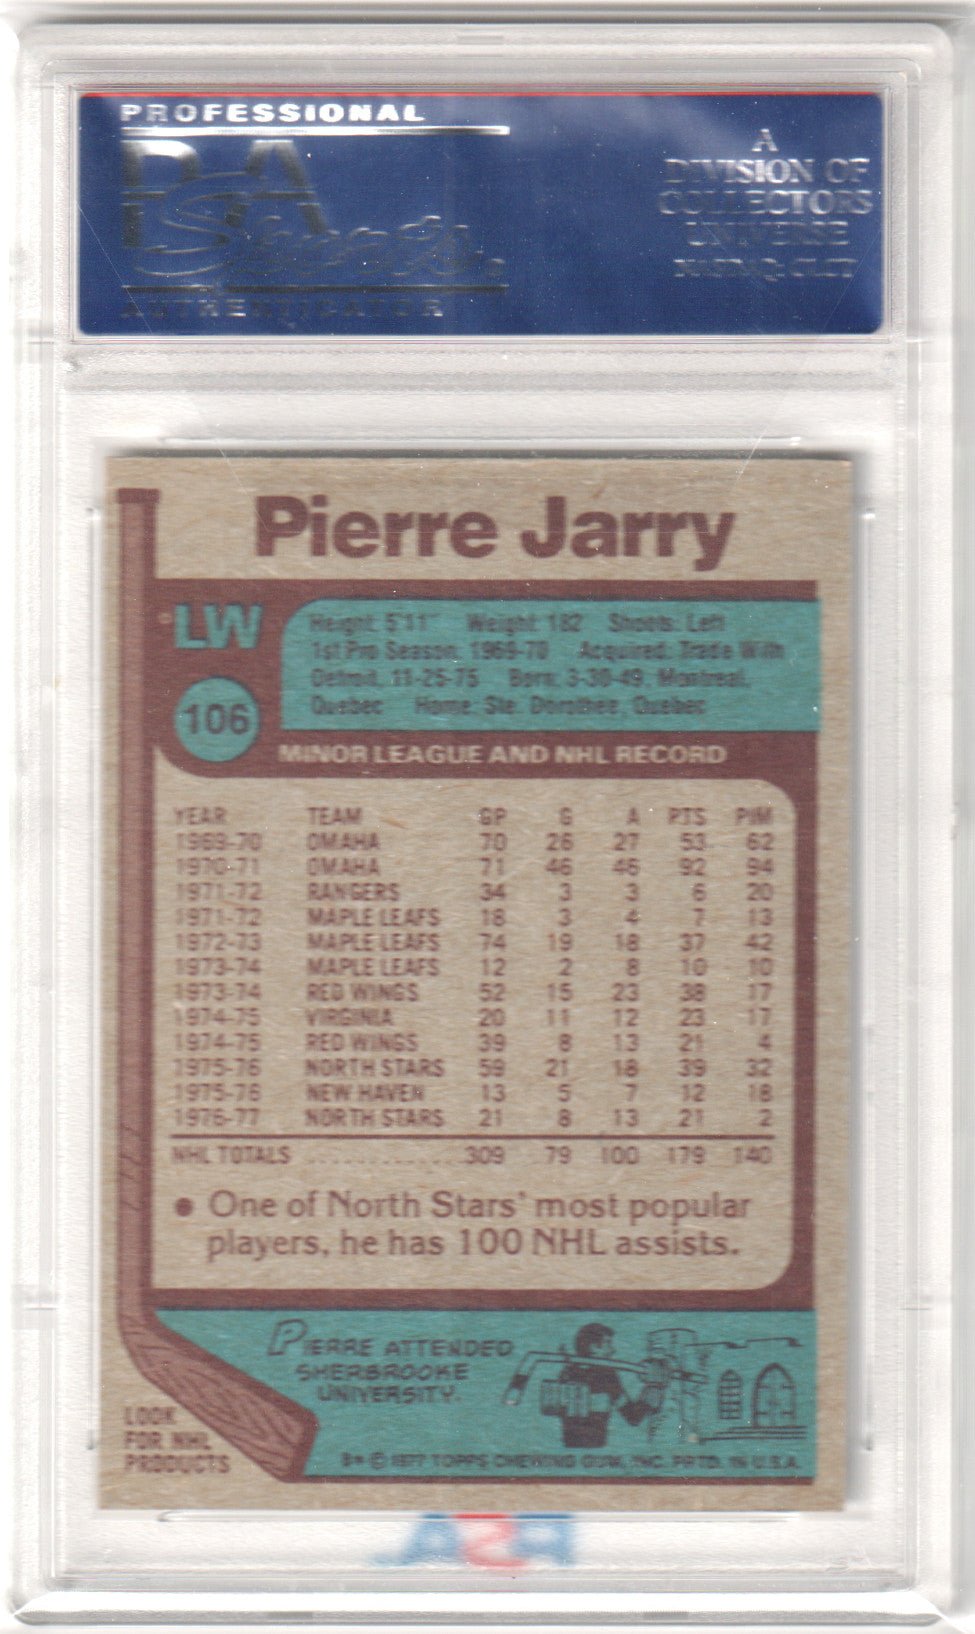 PROFESSIONAL
PSA
Sports
AUTHENTICATOR
A
DIVISION OF
COLLECTORS
UNIVERSE
NASDAQ: CLCT
Pierre Jarry
LW
106
Height: 5'11" Weight: 182 Shoots: Left
1st Pro Season: 1969-70 Acquired: Trade With
Detroit, 11-25-75 Born: 3-30-49, Montreal,
Quebec Home: Ste. Dorothee, Quebec
MINOR LEAGUE AND NHL RECORD
YEAR TEAM GP G A PTS PIM
1969-70 OMAHA 70 26 27 53 62
1970-71 OMAHA 71 46 46 92 94
1971-72 RANGERS 34 3 3 6 20
1971-72 MAPLE LEAFS 18 3 4 7 13
1972-73 MAPLE LEAFS 74 19 18 37 42
1973-74 MAPLE LEAFS 12 2 8 10 10
1973-74 RED WINGS 52 15 23 38 17
1974-75 VIRGINIA 20 11 12 23 17
1974-75 RED WINGS 39 8 13 21 4
1975-76 NORTH STARS 59 21 18 39 32
1975-76 NEW HAVEN 13 5 7 12 18
1976-77 NORTH STARS 21 8 13 21 2
NHL TOTALS ............... 309 79 100 179 140
• One of North Stars' most popular
players, he has 100 NHL assists.
PIERRE ATTENDED
SHERBROOKE
UNIVERSITY.
LOOK
FOR NHL
PRODUCTS
B* © 1977 TOPPS CHEWING GUM, INC. PRTD. IN U.S.A.
PSA